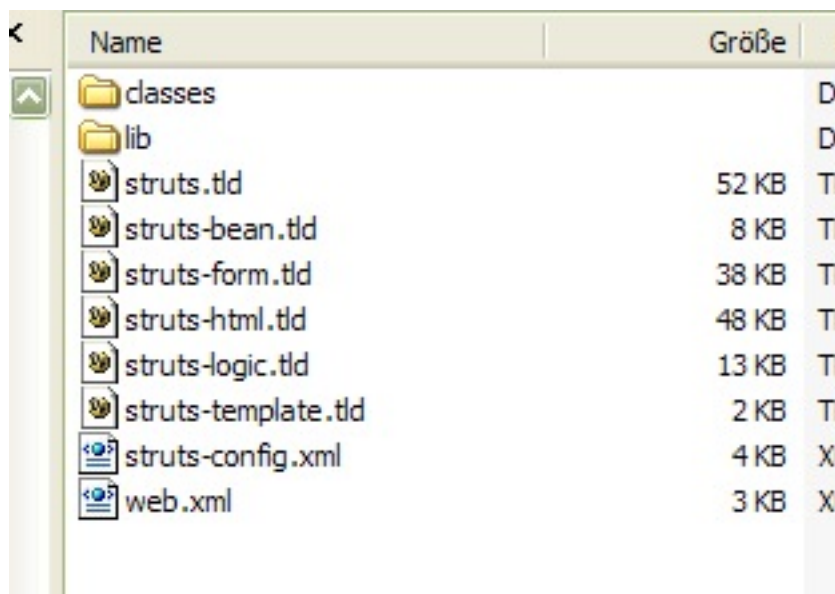 Name Größe
classes D
lib D
struts.tld 52 KB
struts-bean.tld 8 KB
struts-form.tld 38 KB
struts-html.tld 48 KB
struts-logic.tld 13 KB
struts-template.tld 2 KB
struts-config.xml 4 KB X
web.xml 3 KB X